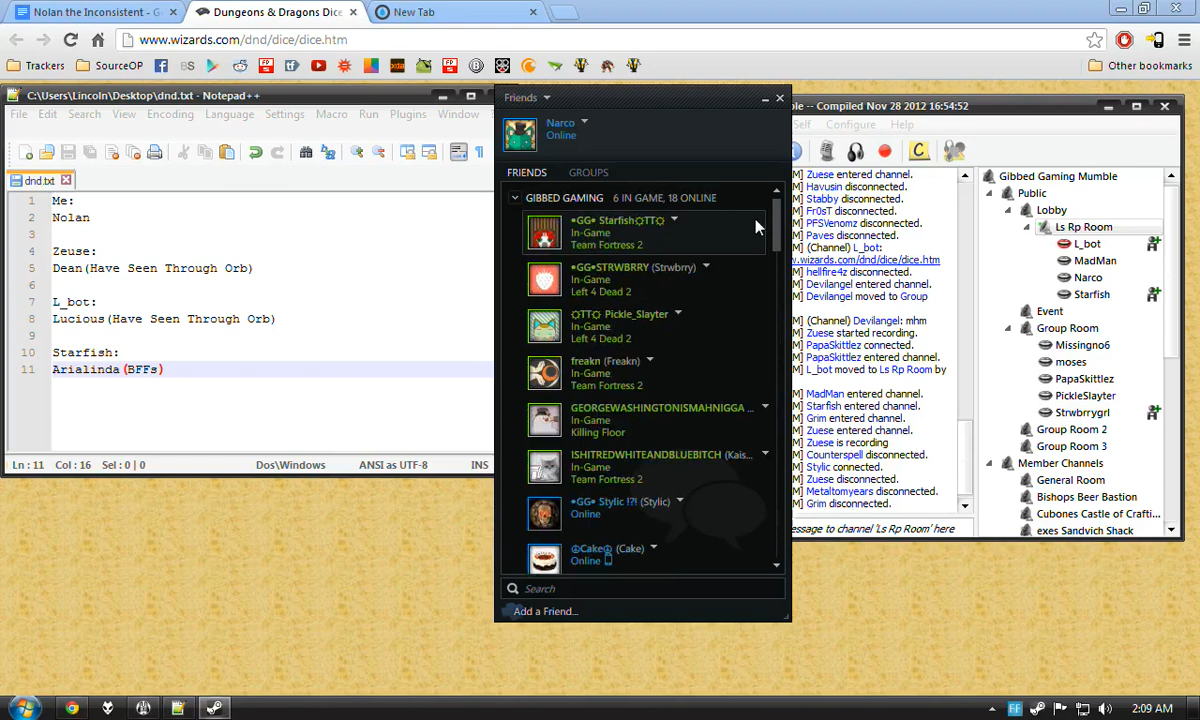 Nolan the Inconsistent - G
Dungeons & Dragons Dice
New Tab
www.wizards.com/dnd/dice/dice.htm
Trackers
SourceOP
BS
Other bookmarks
C:\Users\Lincoln\Desktop\dnd.txt - Notepad++
File Edit Search View Encoding Language Settings Macro Run Plugins Window
dnd.txt
1 Me:
2 Nolan
3
4 Zeuse:
5 Dean(Have Seen Through Orb)
6
7 L_bot:
8 Lucious(Have Seen Through Orb)
9
10 Starfish:
11 Arialinda(BFFs)
Ln:11 Col:16 Sel:0|0 Dos\Windows ANSI as UTF-8 INS
Friends
Narco
Online
FRIENDS GROUPS
GIBBED GAMING 6 IN GAME, 18 ONLINE
•GG• Starfish☼TT☼
In-Game
Team Fortress 2
•GG•STRWBRRY (Strwbrry)
In-Game
Left 4 Dead 2
☼TT☼ Pickle_Slayter
In-Game
Left 4 Dead 2
freakn (Freakn)
In-Game
Team Fortress 2
GEORGEWASHINGTONISMAHNIGGA ...
In-Game
Killing Floor
ISHITREDWHITEANDBLUEBITCH (Kais...
In-Game
Team Fortress 2
•GG• Stylic !?! (Stylic)
Online
☮Cake☮ (Cake)
Online
Search
Add a Friend...
ble -- Compiled Nov 28 2012 16:54:52
Self Configure Help
M] Zuese entered channel.
M] Havusin disconnected.
M] Stabby disconnected.
M] Fr0sT disconnected.
M] PFSVenomz disconnected.
M] Paves disconnected.
M] (Channel) L_bot:
w.wizards.com/dnd/dice/dice.htm
M] hellfire4z disconnected.
M] Devilangel entered channel.
M] Devilangel moved to Group
M] (Channel) Devilangel: mhm
M] Zuese started recording.
M] PapaSkittlez connected.
M] PapaSkittlez entered channel.
M] L_bot moved to Ls Rp Room by
M] MadMan entered channel.
M] Starfish entered channel.
M] Grim entered channel.
M] Zuese entered channel.
M] Zuese is recording
M] Counterspell disconnected.
M] Stylic connected.
M] Zuese disconnected.
M] Metaltomyears disconnected.
M] Grim disconnected.
essage to channel 'Ls Rp Room' here
Gibbed Gaming Mumble
Public
Lobby
Ls Rp Room
L_bot
MadMan
Narco
Starfish
Event
Group Room
Missingno6
moses
PapaSkittlez
PickleSlayter
Strwbrrygrl
Group Room 2
Group Room 3
Member Channels
General Room
Bishops Beer Bastion
Cubones Castle of Crafti...
exes Sandvich Shack
FF
2:09 AM